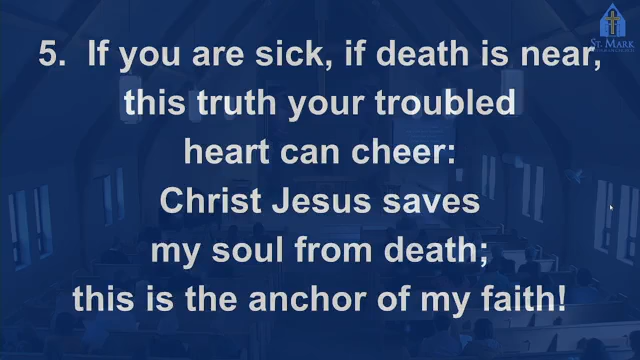 5. If you are sick, if death is near,
this truth your troubled
heart can cheer:
Christ Jesus saves
my soul from death;
this is the anchor of my faith!
ST. MARK